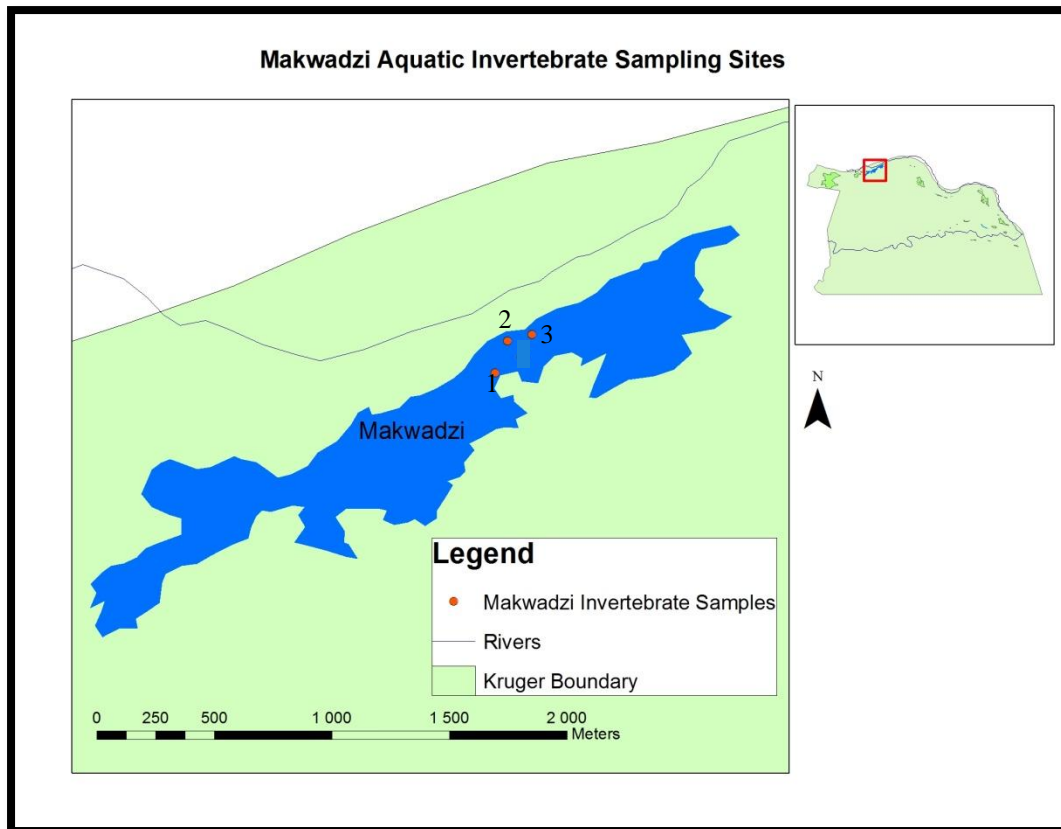 Makwadzi Aquatic Invertebrate Sampling Sites
2
3
1
Makwadzi
N
Legend
Makwadzi Invertebrate Samples
Rivers
Kruger Boundary
0 250 500 1 000 1 500 2 000
Meters